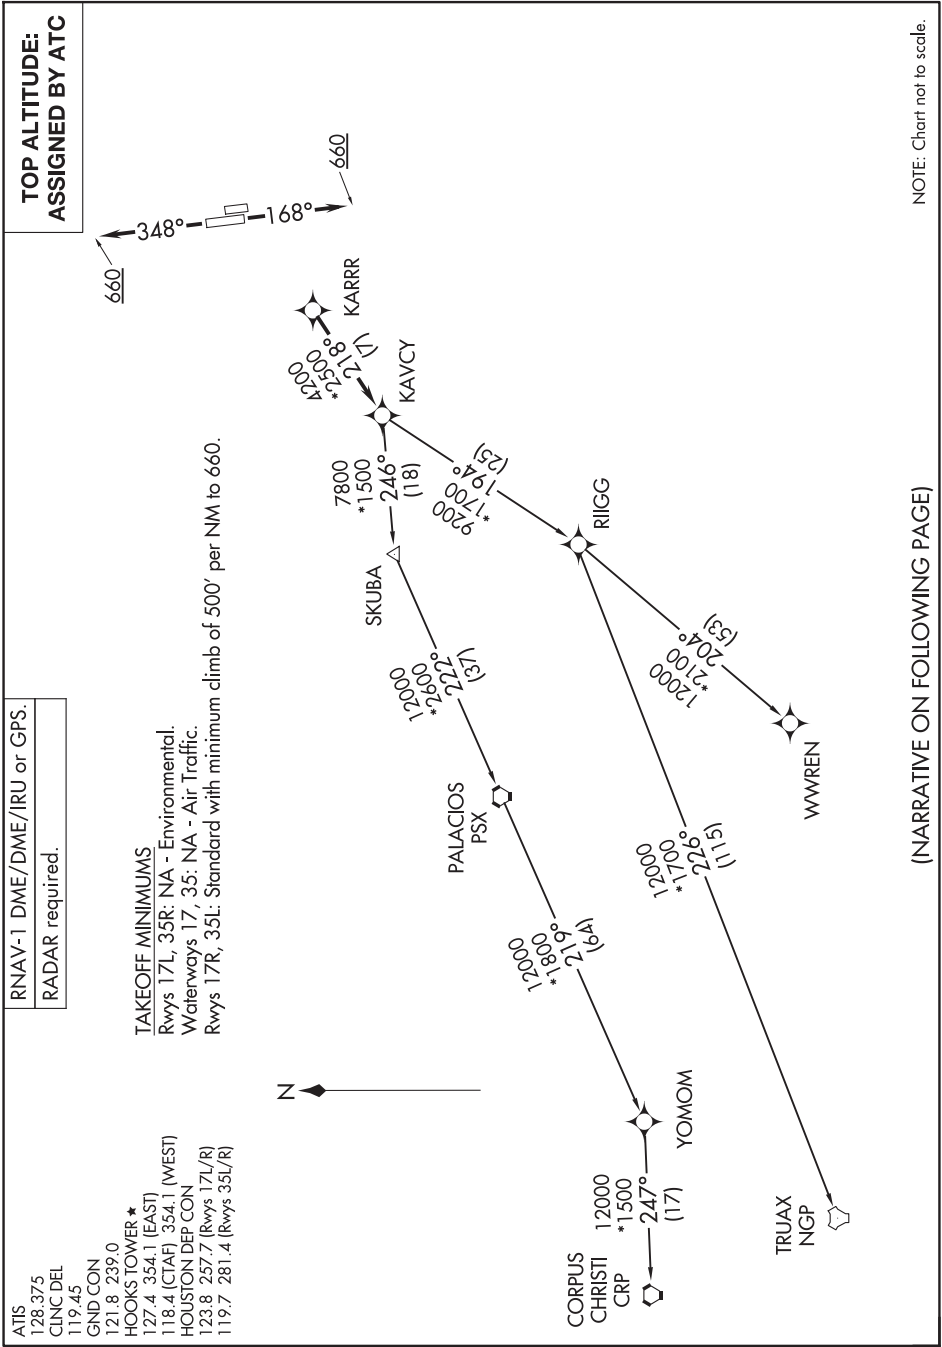 ATIS
128.375
CLNC DEL
119.45
GND CON
121.8 239.0
HOOKS TOWER★
127.4 354.1 (EAST)
118.4 (CTAF) 354.1 (WEST)
HOUSTON DEP CON
123.8 257.7 (Rwys 17L/R)
119.7 281.4 (Rwys 35L/R)
RNAV-1 DME/DME/IRU or GPS.
RADAR required.
TOP ALTITUDE:
ASSIGNED BY ATC
TAKEOFF MINIMUMS
Rwys 17L, 35R: NA - Environmental.
Waterways 17, 35: NA - Air Traffic.
Rwys 17R, 35L: Standard with minimum climb of 500' per NM to 660.
N
660
348°
168°
660
KARRR
4200
*2500
218°
(7)
KAVCY
7800
*1500
246°
(18)
SKUBA
9200
*1700
194°
(25)
RIIGG
12000
*2600
222°
(37)
PALACIOS
PSX
12000
*2100
204°
(53)
WWREN
12000
*1800
219°
(64)
YOMOM
12000
*1700
226°
(115)
TRUAX
NGP
12000
*1500
247°
(17)
CORPUS
CHRISTI
CRP
NOTE: Chart not to scale.
(NARRATIVE ON FOLLOWING PAGE)